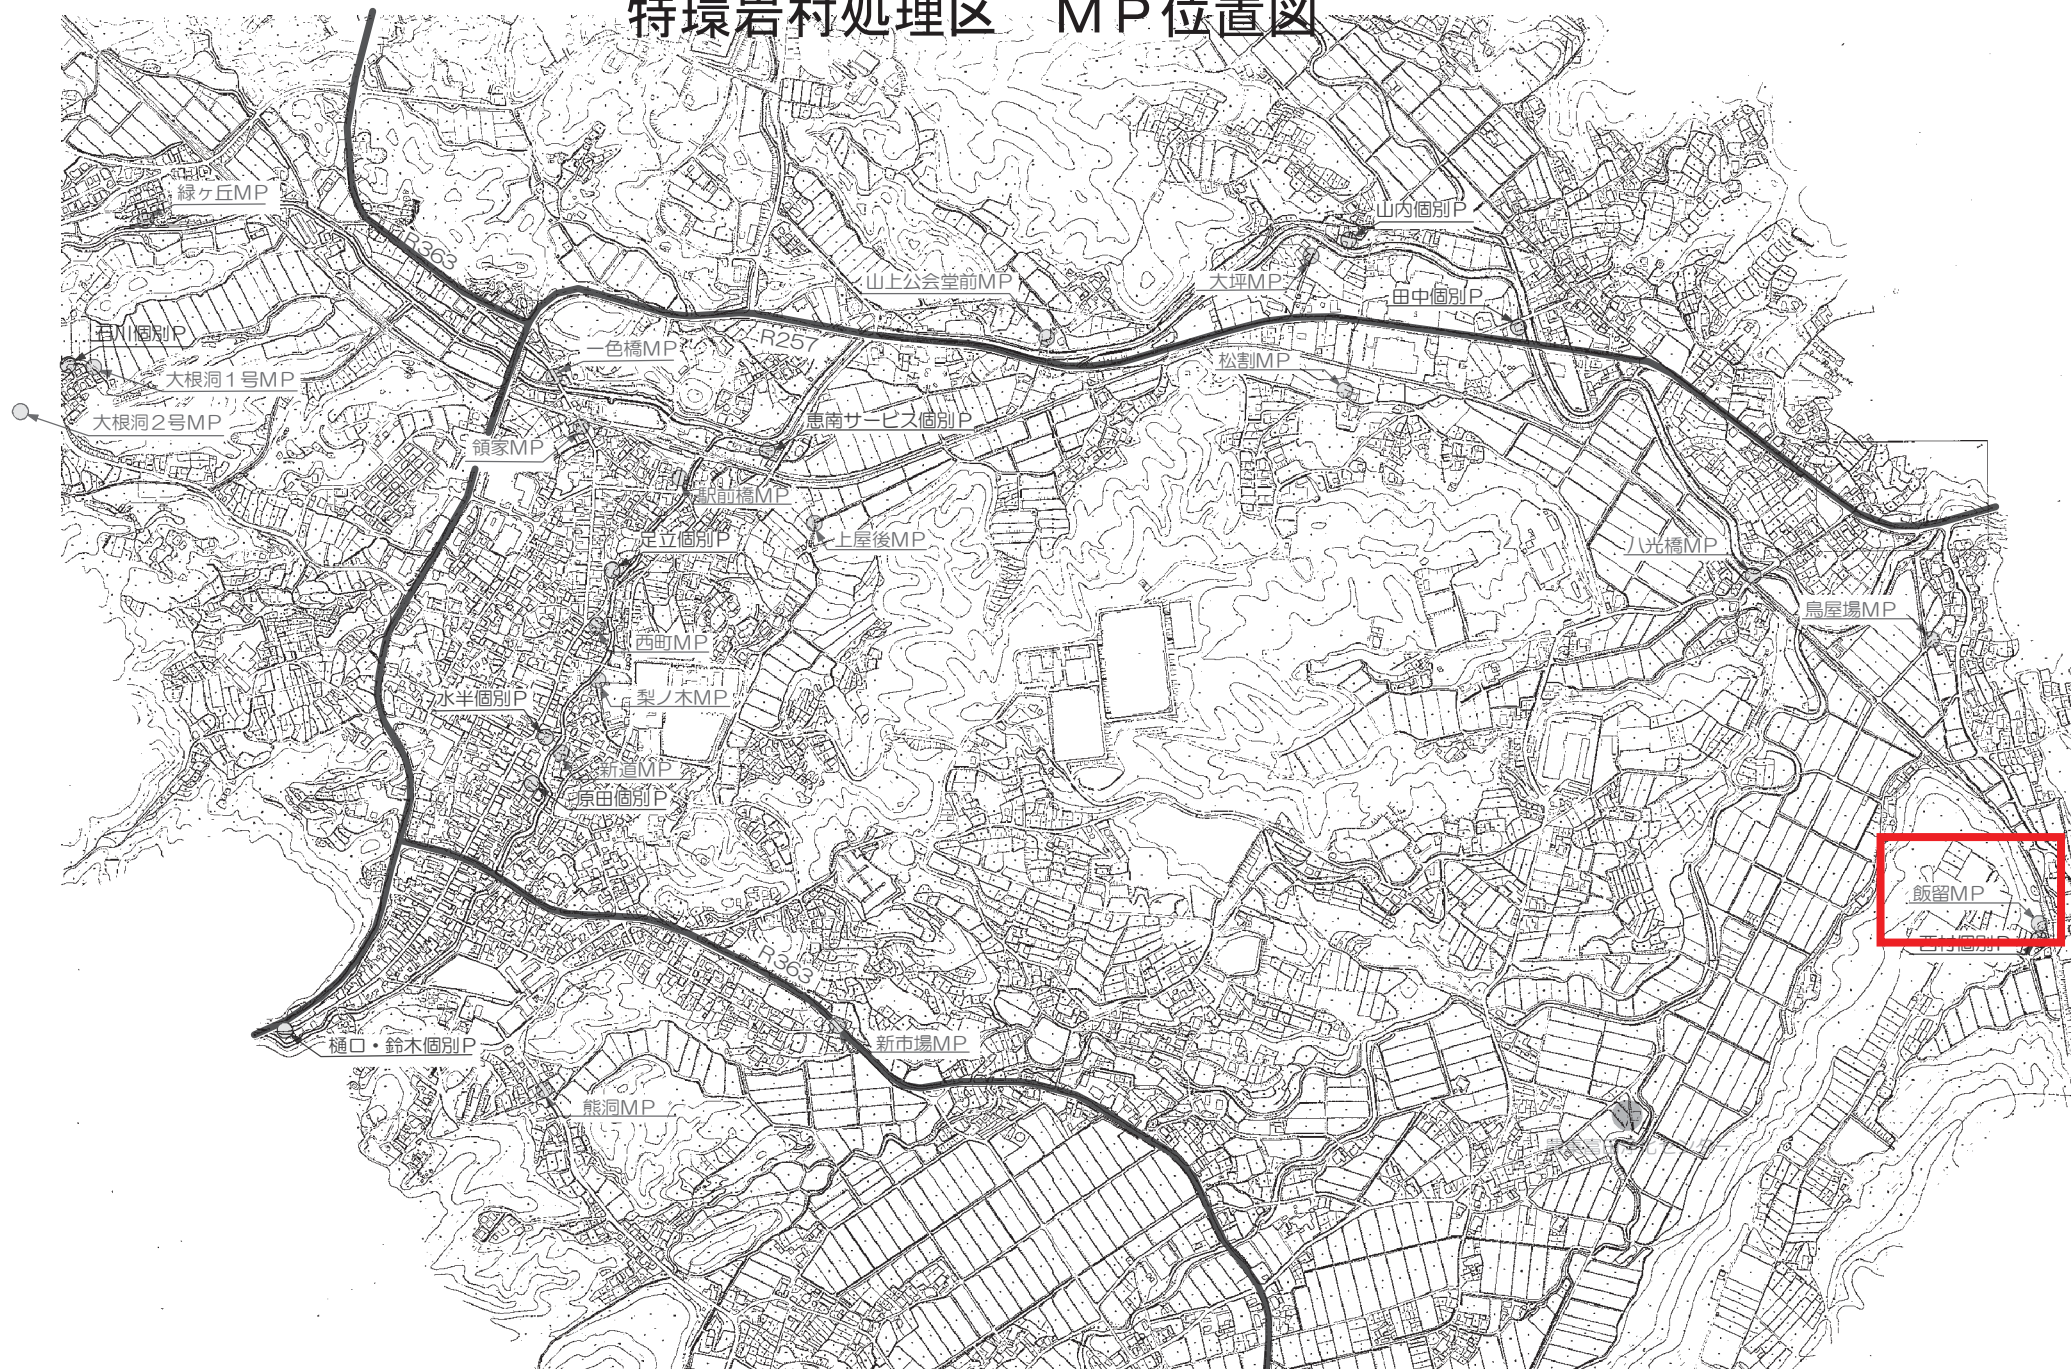 特環岩村処理区　MP位置図
緑ヶ丘MP
山内個別P
R363
山上公会堂前MP
大坪MP
田中個別P
石川個別P
一色橋MP
R257
松割MP
大根洞1号MP
大根洞2号MP
恵南サービス個別P
領家MP
駅前橋MP
足立個別P
上屋後MP
八光橋MP
鳥屋場MP
西町MP
水半個別P
梨ノ木MP
新道MP
原田個別P
飯留MP
西村個別P
R363
樋口・鈴木個別P
新市場MP
熊洞MP